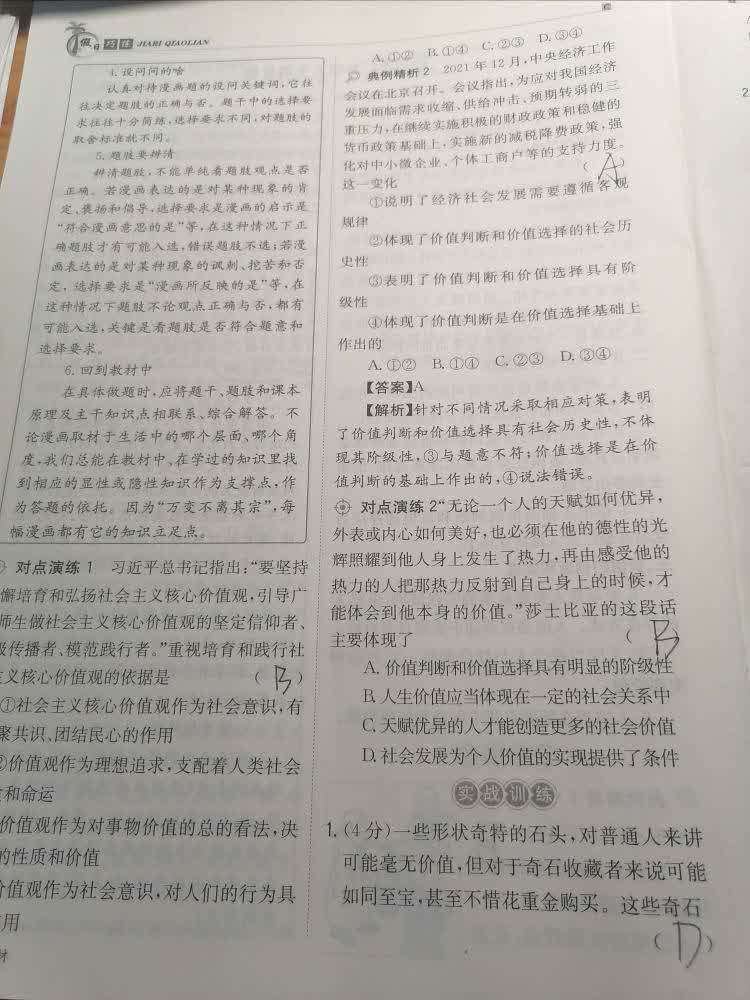 假日巧练 JIARI QIAOLIAN
4. 设问问的啥
认真对待漫画题的设问关键词,它往
往决定题肢的正确与否。题干中的选择要
求往往十分简练,选择要求不同,对题肢的
取舍标准就不同。
5. 题肢要辨清
辨清题肢,不能单纯看题肢观点是否
正确。若漫画表达的是对某种现象的肯
定、褒扬和倡导,选择要求是漫画的启示是
“符合漫画意思的是”等,在这种情况下正
确题肢才有可能入选,错误题肢不选;若漫
画表达的是对某种现象的讽刺、挖苦和否
定,选择要求是“漫画所反映的是”等,在
这种情况下题肢不论观点正确与否,都有
可能入选,关键是看题肢是否符合题意和
选择要求。
6. 回到教材中
在具体做题时,应将题干、题肢和课本
原理及主干知识点相联系、综合解答。不
论漫画取材于生活中的哪个层面、哪个角
度,我们总能在教材中、在学过的知识里找
到相应的显性或隐性知识作为支撑点,作
为答题的依托。因为“万变不离其宗”,每
幅漫画都有它的知识立足点。
对点演练 1 习近平总书记指出:“要坚持
懈培育和弘扬社会主义核心价值观,引导广
师生做社会主义核心价值观的坚定信仰者、
极传播者、模范践行者。”重视培育和践行社
主义核心价值观的依据是 ( B )
①社会主义核心价值观作为社会意识,有
聚共识、团结民心的作用
②价值观作为理想追求,支配着人类社会
和命运
价值观作为对事物价值的总的看法,决
的性质和价值
价值观作为社会意识,对人们的行为具
用
A. ①② B. ①④ C. ②③ D. ③④
典例精析 2 2021 年 12 月,中央经济工作
会议在北京召开。会议指出,为应对我国经济
发展面临需求收缩、供给冲击、预期转弱的三
重压力,在继续实施积极的财政政策和稳健的
货币政策基础上,实施新的减税降费政策,强
化对中小微企业、个体工商户等的支持力度。
这一变化 ( A )
①说明了经济社会发展需要遵循客观
规律
②体现了价值判断和价值选择的社会历
史性
③表明了价值判断和价值选择具有阶
级性
④体现了价值判断是在价值选择基础上
作出的
A. ①② B. ①④ C. ②③ D. ③④
【答案】A
【解析】针对不同情况采取相应对策,表明
了价值判断和价值选择具有社会历史性,不体
现其阶级性,③与题意不符;价值选择是在价
值判断的基础上作出的,④说法错误。
对点演练 2 “无论一个人的天赋如何优异,
外表或内心如何美好,也必须在他的德性的光
辉照耀到他人身上发生了热力,再由感受他的
热力的人把那热力反射到自己身上的时候,才
能体会到他本身的价值。”莎士比亚的这段话
主要体现了 ( B )
A. 价值判断和价值选择具有明显的阶级性
B. 人生价值应当体现在一定的社会关系中
C. 天赋优异的人才能创造更多的社会价值
D. 社会发展为个人价值的实现提供了条件
实战训练
1. (4 分)一些形状奇特的石头,对普通人来讲
可能毫无价值,但对于奇石收藏者来说可能
如同至宝,甚至不惜花重金购买。这些奇石
( D )